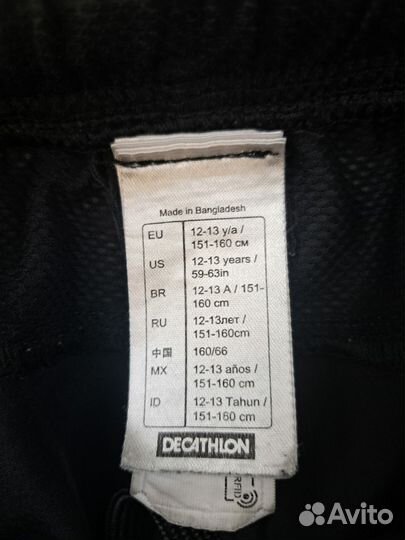 Made in Bangladesh
EU 12-13 y/a /
151-160 см
US 12-13 years /
59-63in
BR 12-13 A / 151-
160 cm
RU 12-13лет /
151-160cm
中国 160/66
MX 12-13 años /
151-160 cm
ID 12-13 Tahun /
151-160 cm
DECATHLON
RFID
Avito